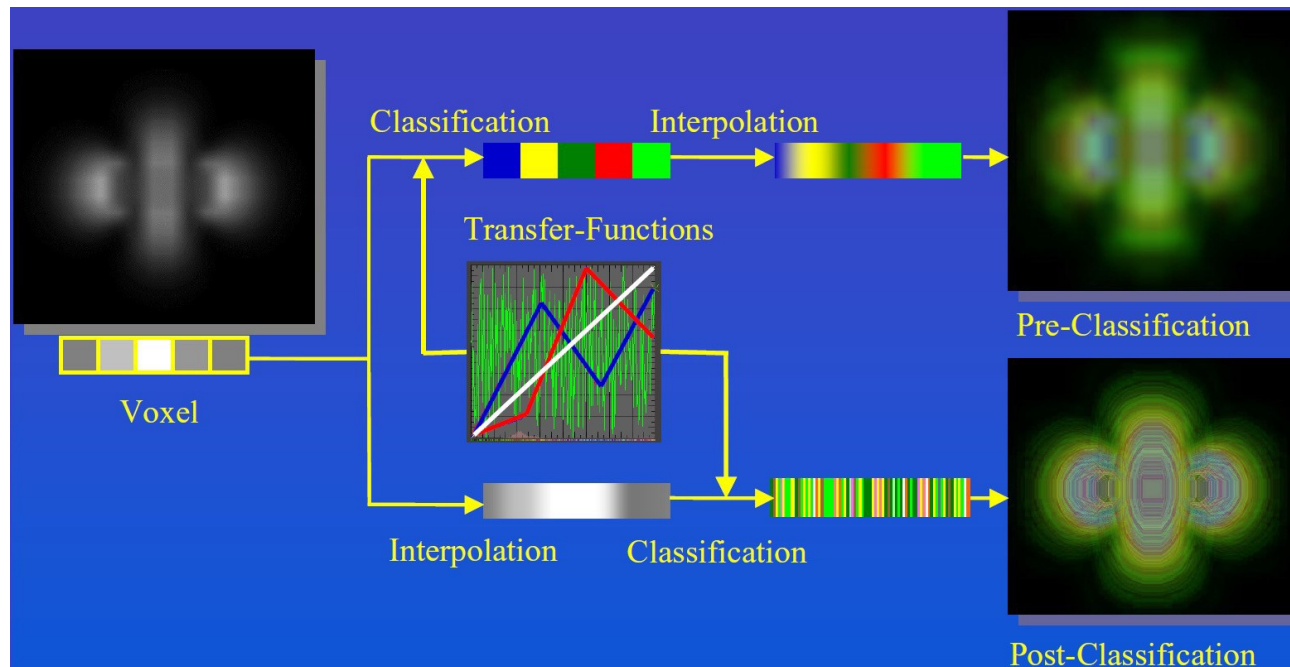 Classification
Interpolation
Transfer-Functions
Pre-Classification
Voxel
Interpolation
Classification
Post-Classification